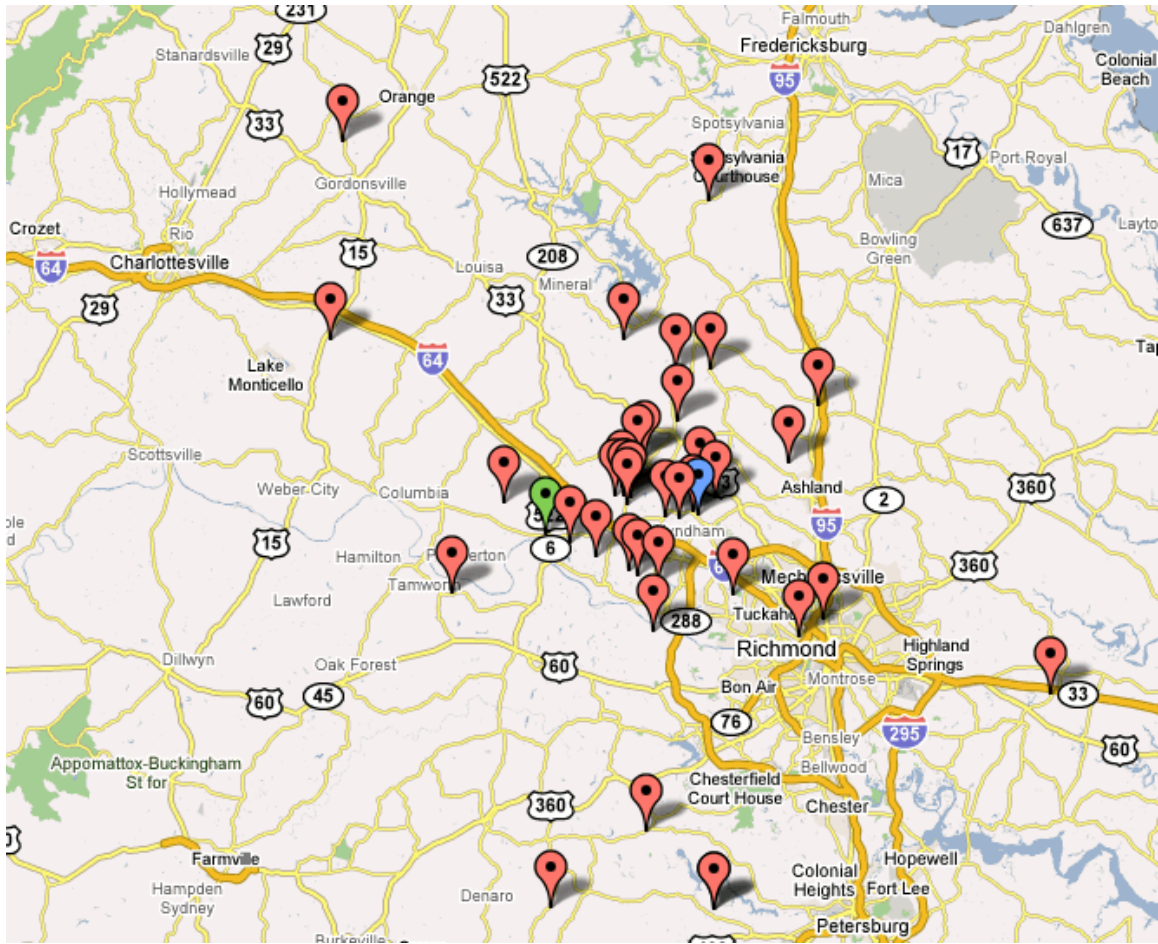 231
Falmouth
Dahlgren
Stanardsville
29
Fredericksburg
Colonial
Beach
522
95
Orange
33
Spotsylvania
Courthouse
17
Port Royal
Hollymead
Gordonsville
Mica
637
Crozet
Rio
15
Bowling
Green
64
Charlottesville
208
Louisa
Mineral
29
33
64
Lake
Monticello
Scottsville
Weber City
Columbia
Ashland
2
360
95
15
Hamilton
6
360
Tamworth
Lawford
Tuckahoe
288
Richmond
Highland
Springs
Dillwyn
Oak Forest
60
Bon Air
Montrose
45
60
33
76
Bensley
295
60
Appomattox-Buckingham
St for
Bellwood
Chesterfield
Court House
360
Chester
Farmville
Hopewell
Colonial
Heights
Fort Lee
Hampden
Sydney
Denaro
Petersburg